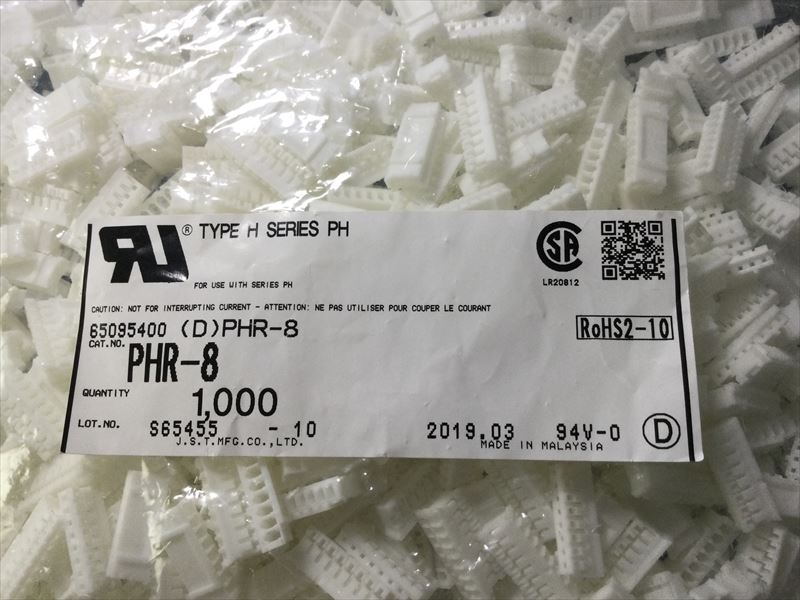 RU ® TYPE H SERIES PH
SA
LR20812
FOR USE WITH SERIES PH
CAUTION: NOT FOR INTERRUPTING CURRENT - ATTENTION: NE PAS UTILISER POUR COUPER LE COURANT
65095400 (D)PHR-8
RoHS2-10
CAT.NO. PHR-8
QUANTITY 1,000
LOT.NO. S65455 - 10 2019.03 94V-0 D
J.S.T.MFG.CO.,LTD. MADE IN MALAYSIA